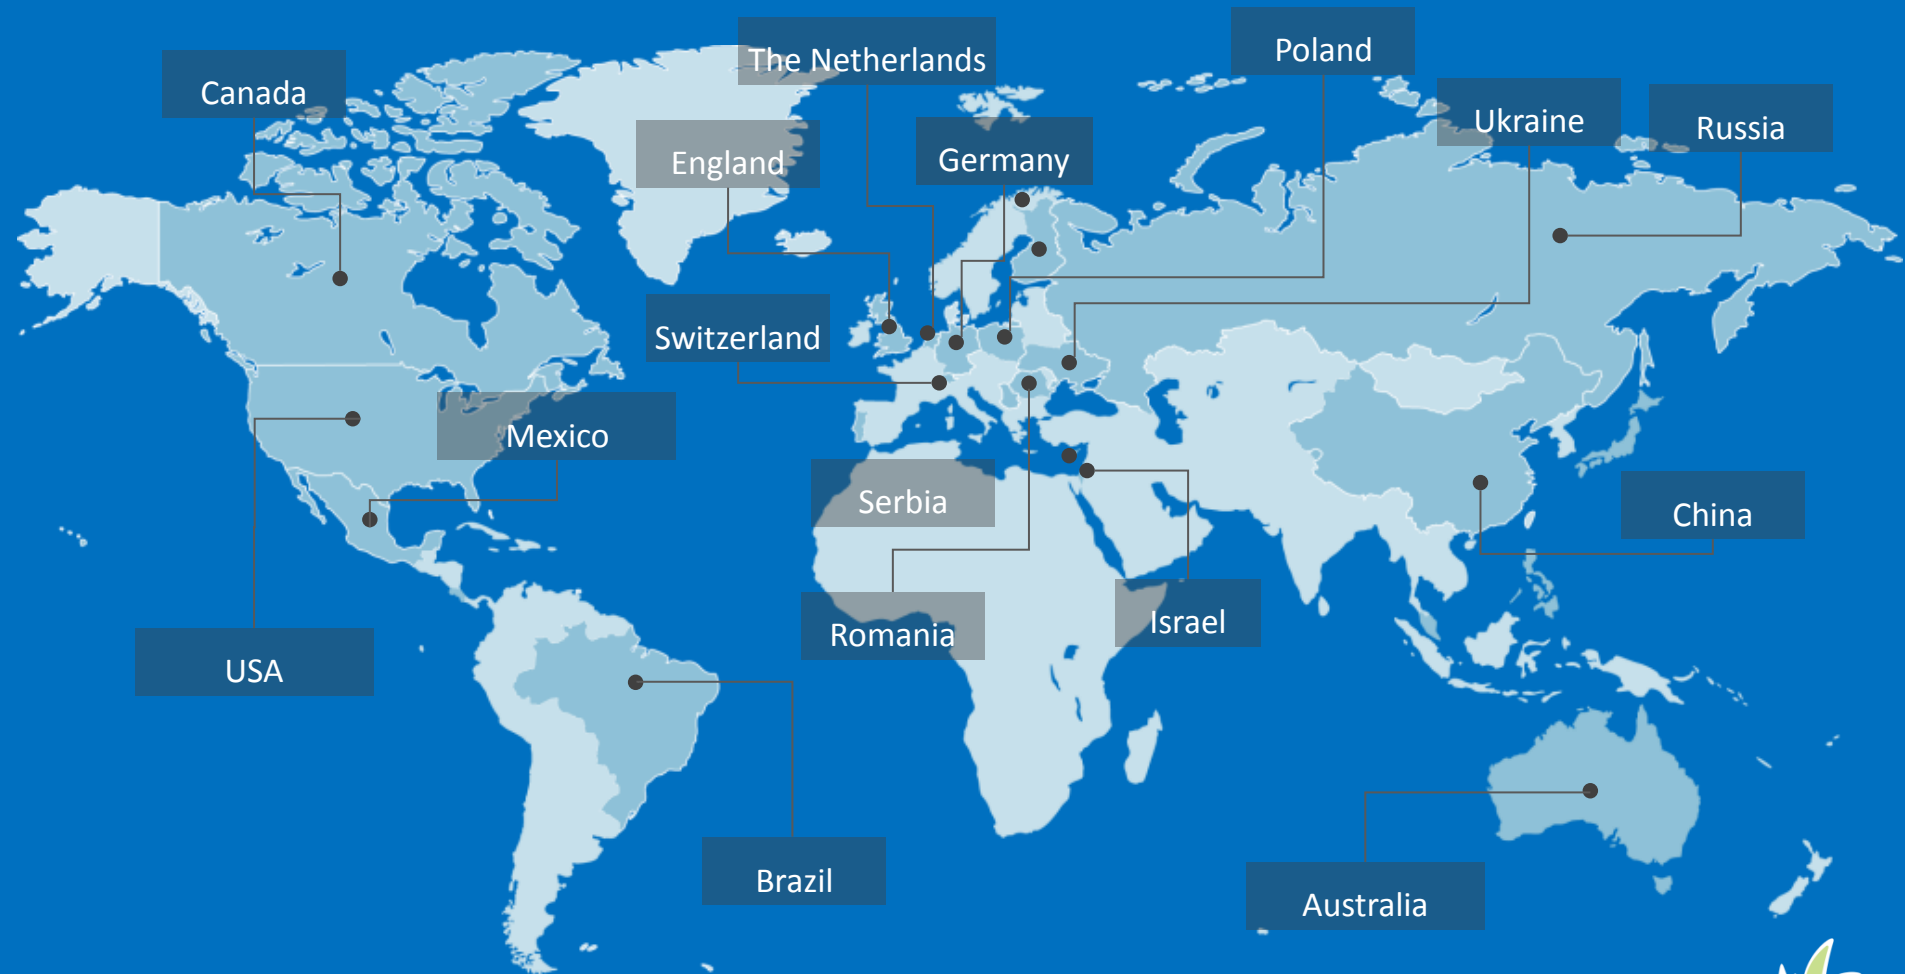 The Netherlands
Poland
Canada
Ukraine
Russia
England
Germany
Switzerland
Mexico
Serbia
China
Israel
Romania
USA
Brazil
Australia